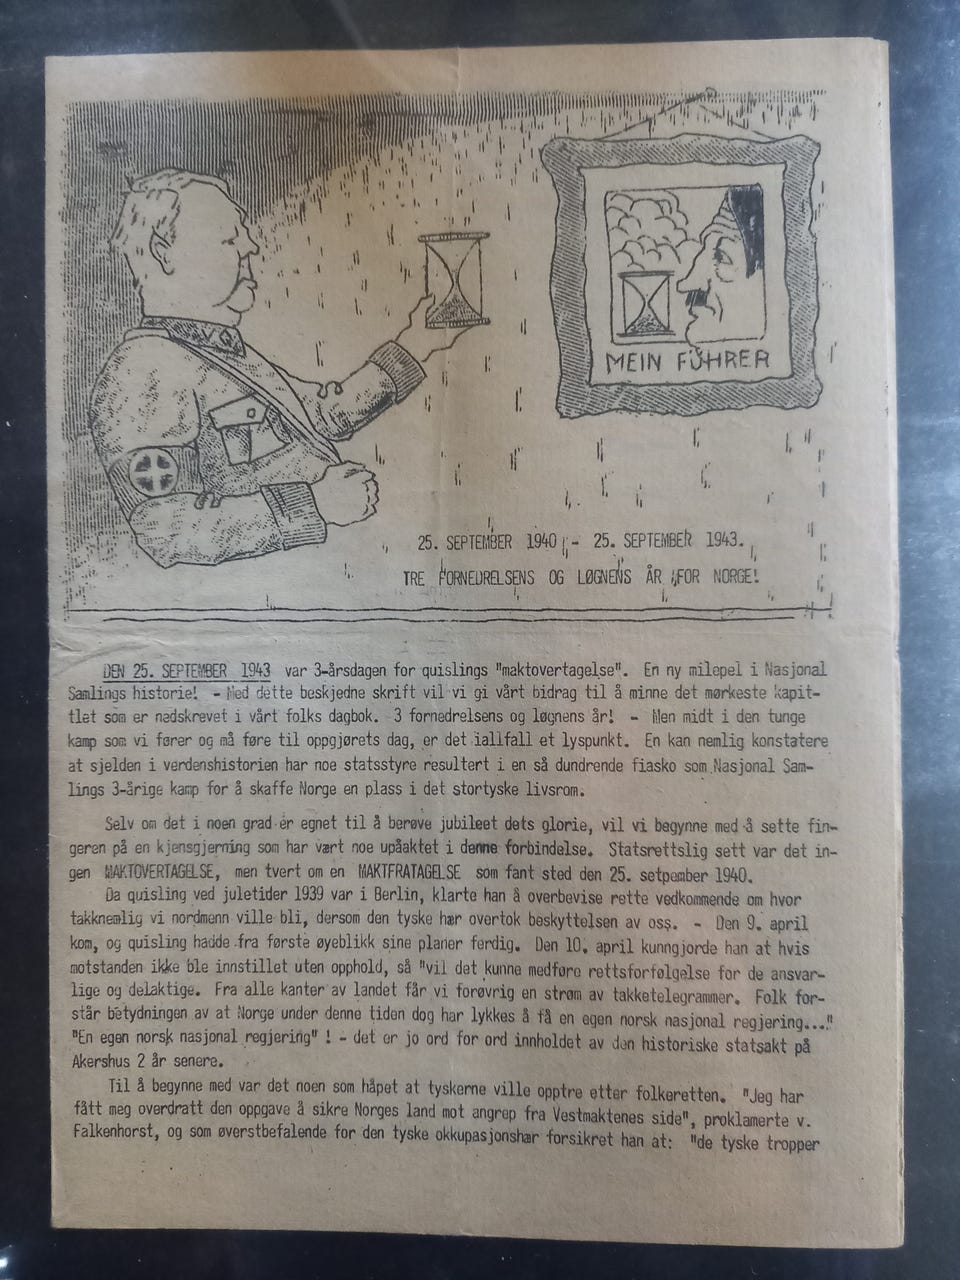 MEIN FÜHRER
25. SEPTEMBER 1940 - 25. SEPTEMBER 1943.
TRE FORNEDRELSENS OG LØGNENS ÅR FOR NORGE!
DEN 25. SEPTEMBER 1943 var 3-årsdagen for quislings "maktovertagelse". En ny milepel i Nasjonal
Samlings historie! - Med dette beskjedne skrift vil vi gi vårt bidrag til å minne det mørkeste kapit-
tlet som er nedskrevet i vårt folks dagbok. 3 fornedrelsens og løgnens år! - Men midt i den tunge
kamp som vi fører og må føre til oppgjørets dag, er det iallfall et lyspunkt. En kan nemlig konstatere
at sjelden i verdenshistorien har noe statsstyre resultert i en så dundrende fiasko som Nasjonal Sam-
lings 3-årige kamp for å skaffe Norge en plass i det stortyske livsrom.
Selv om det i noen grad er egnet til å berøve jubileet dets glorie, vil vi begynne med å sette fin-
geren på en kjensgjerning som har vært noe upåaktet i denne forbindelse. Statsrettslig sett var det in-
gen MAKTOVERTAGELSE, men tvert om en MAKTFRATAGELSE som fant sted den 25. setpember 1940.
Da quisling ved juletider 1939 var i Berlin, klarte han å overbevise rette vedkommende om hvor
takknemlig vi nordmenn ville bli, dersom den tyske hær overtok beskyttelsen av oss. - Den 9. april
kom, og quisling hadde fra første øyeblikk sine planer ferdig. Den 10. april kunngjorde han at hvis
motstanden ikke ble innstillet uten opphold, så "vil det kunne medføre rettsforfølgelse for de ansvar-
lige og delaktige. Fra alle kanter av landet får vi forøvrig en strøm av takketelegrammer. Folk for-
står betydningen av at Norge under denne tiden dog har lykkes å få en egen norsk nasjonal regjering..."
"En egen norsk nasjonal regjering" ! - det er jo ord for ord innholdet av den historiske statsakt på
Akershus 2 år senere.
Til å begynne med var det noen som håpet at tyskerne ville opptre etter folkeretten. "Jeg har
fått meg overdratt den oppgave å sikre Norges land mot angrep fra Vestmaktenes side", proklamerte v.
Falkenhorst, og som øverstbefalende for den tyske okkupasjonshær forsikret han at: "de tyske tropper